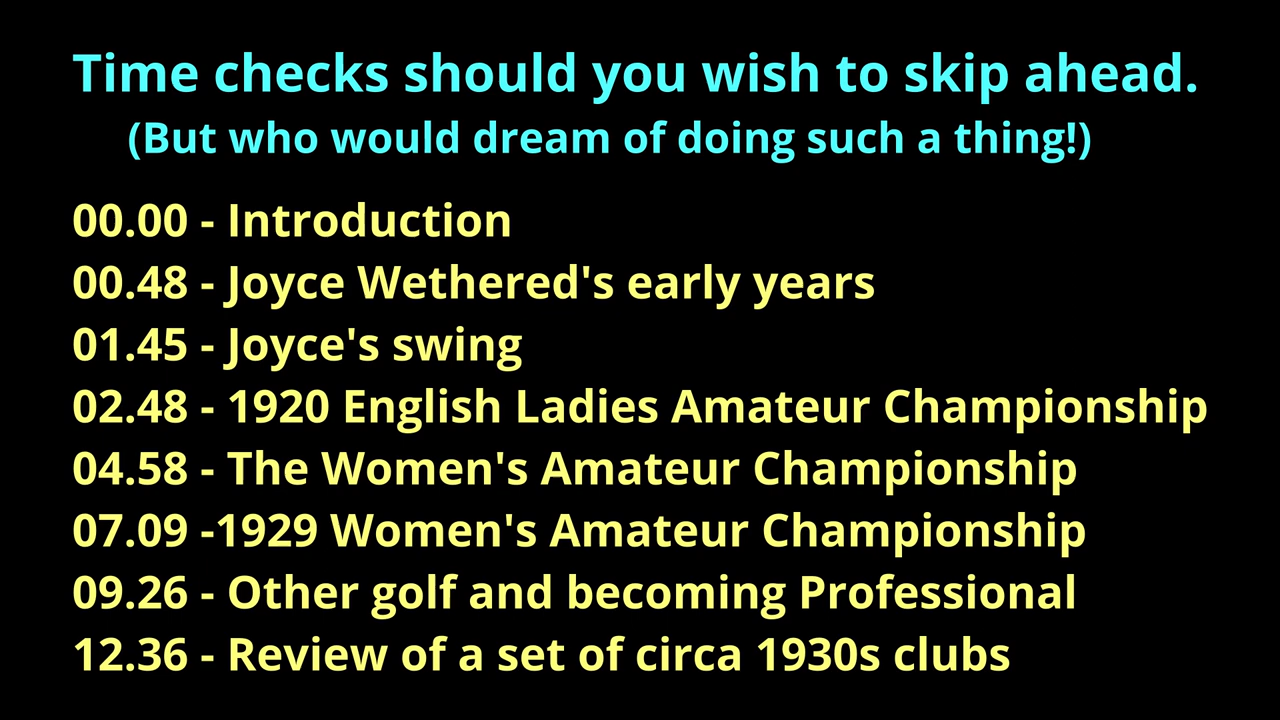 Time checks should you wish to skip ahead.
(But who would dream of doing such a thing!)
00.00 - Introduction
00.48 - Joyce Wethered's early years
01.45 - Joyce's swing
02.48 - 1920 English Ladies Amateur Championship
04.58 - The Women's Amateur Championship
07.09 -1929 Women's Amateur Championship
09.26 - Other golf and becoming Professional
12.36 - Review of a set of circa 1930s clubs